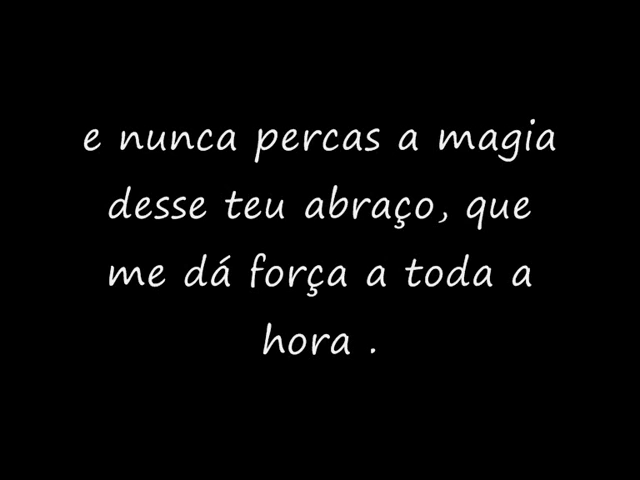 e nunca percas a magia
desse teu abraço, que
me dá força a toda a
hora .